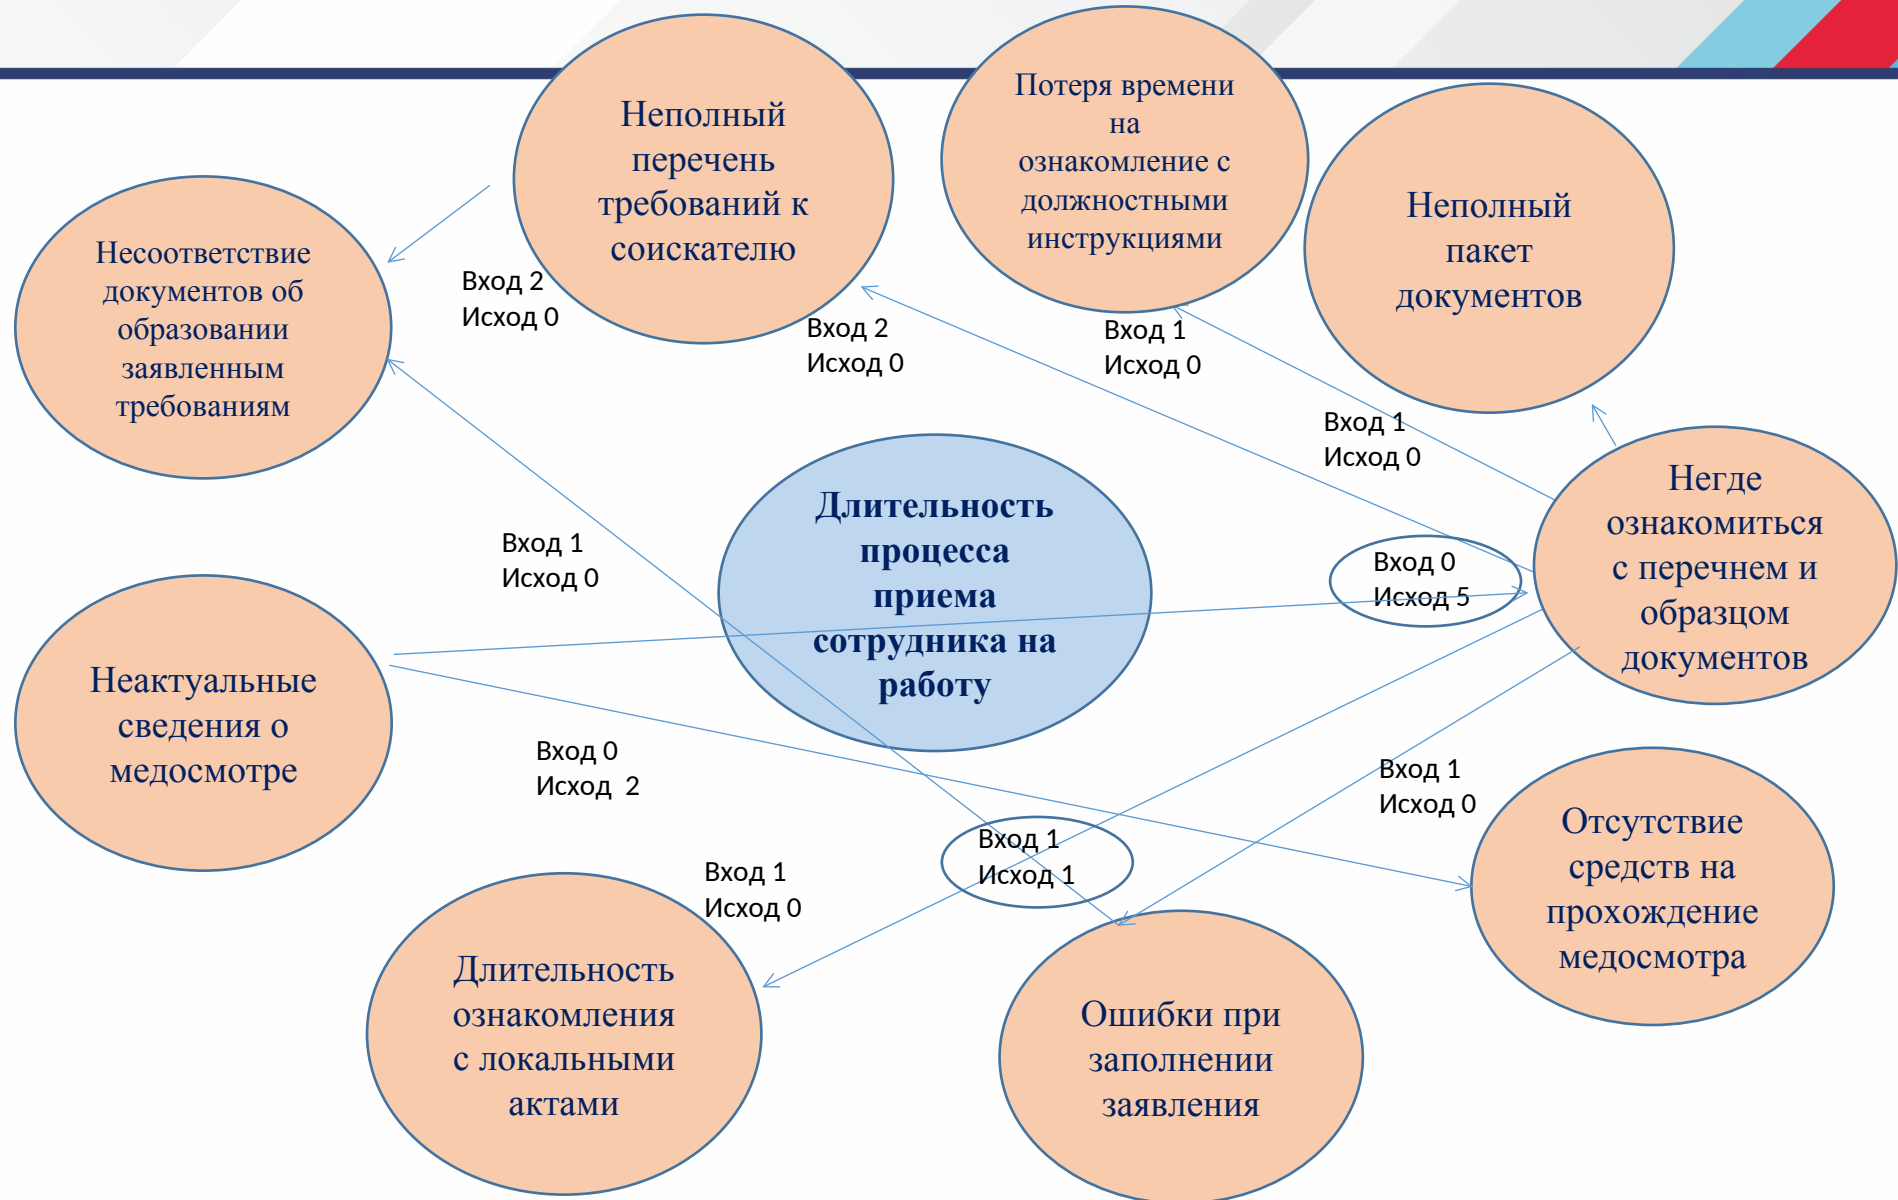 Неполный
перечень
требований к
соискателю
Потеря времени
на
ознакомление с
должностными
инструкциями
Неполный
пакет
документов
Несоответствие
документов об
образовании
заявленным
требованиям
Вход 2
Исход 0
Вход 2
Исход 0
Вход 1
Исход 0
Вход 1
Исход 0
Негде
ознакомиться
с перечнем и
образцом
документов
Длительность
процесса
приема
сотрудника на
работу
Вход 1
Исход 0
Вход 0
Исход 5
Неактуальные
сведения о
медосмотре
Вход 0
Исход 2
Вход 1
Исход 0
Отсутствие
средств на
прохождение
медосмотра
Вход 1
Исход 1
Вход 1
Исход 0
Длительность
ознакомления
с локальными
актами
Ошибки при
заполнении
заявления